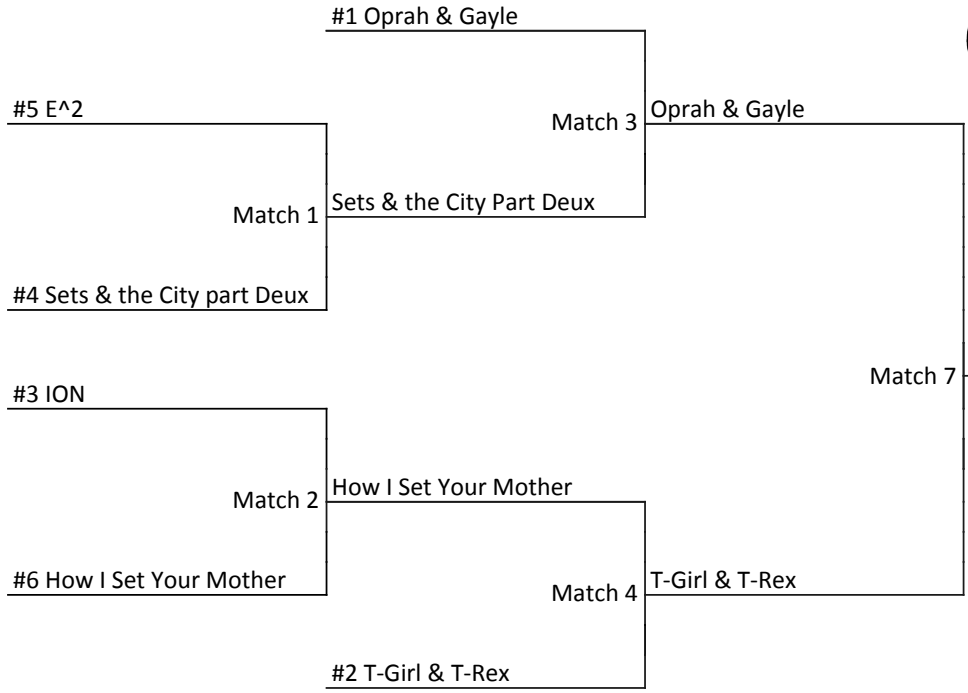 #1 Oprah & Gayle
#5 E^2
Match 3
Oprah & Gayle
Match 1
Sets & the City Part Deux
#4 Sets & the City part Deux
Match 7
#3 ION
Match 2
How I Set Your Mother
#6 How I Set Your Mother
Match 4
T-Girl & T-Rex
#2 T-Girl & T-Rex